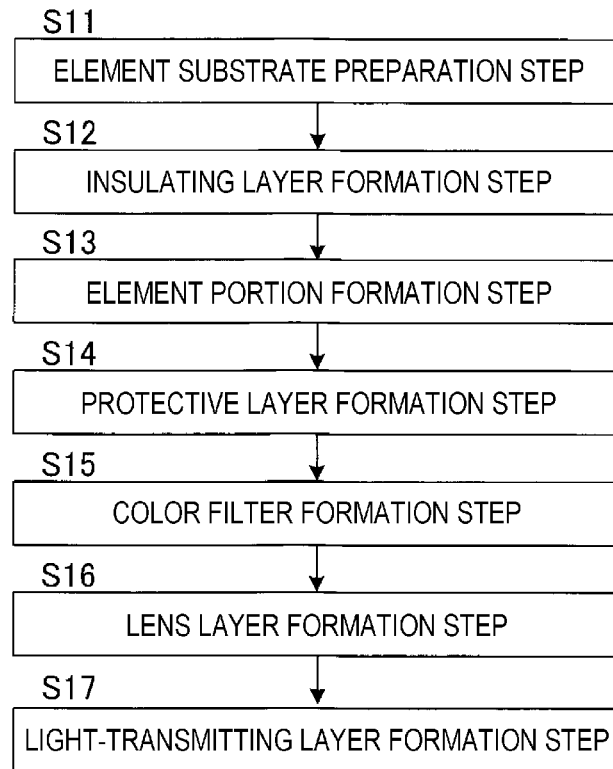 S11
ELEMENT SUBSTRATE PREPARATION STEP
S12
INSULATING LAYER FORMATION STEP
S13
ELEMENT PORTION FORMATION STEP
S14
PROTECTIVE LAYER FORMATION STEP
S15
COLOR FILTER FORMATION STEP
S16
LENS LAYER FORMATION STEP
S17
LIGHT-TRANSMITTING LAYER FORMATION STEP